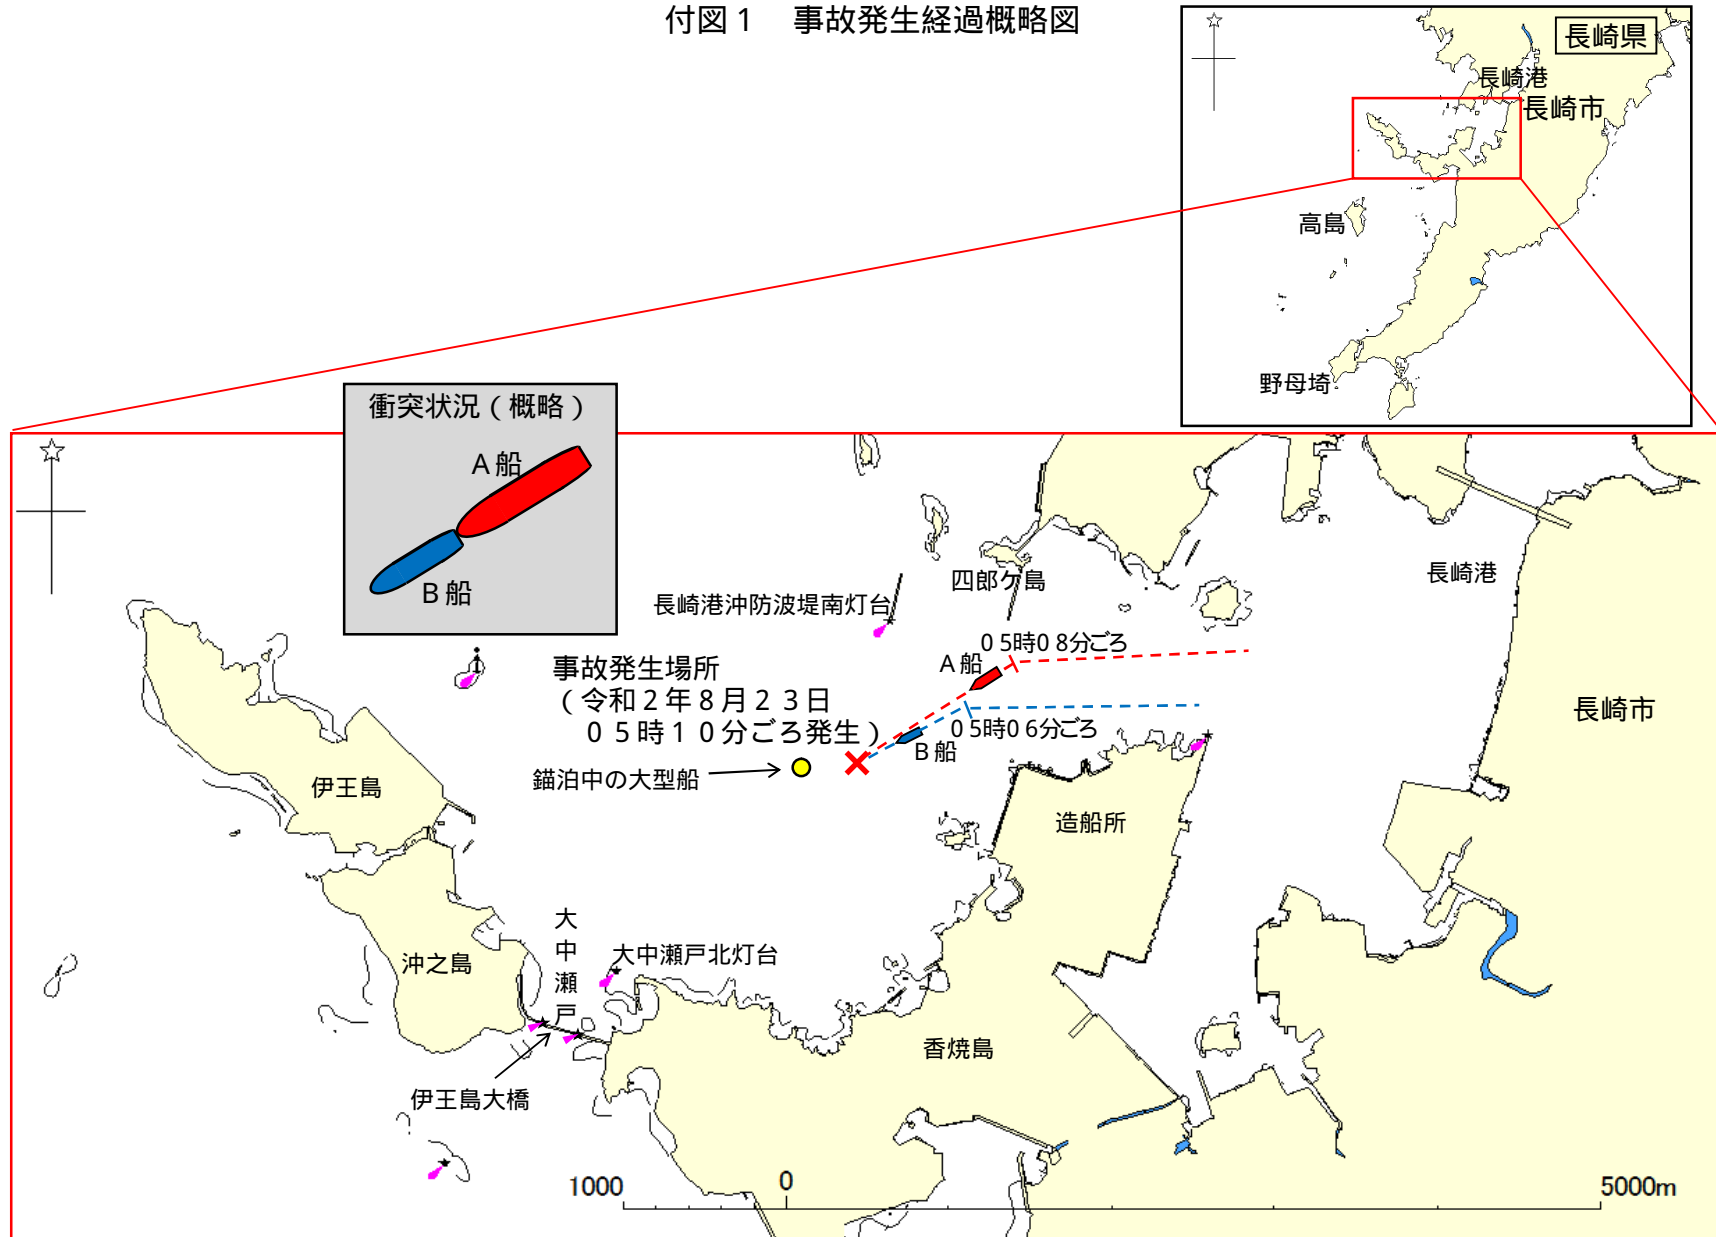 付図１　事故発生経過概略図
長崎県
長崎港
長崎市
高島
野母埼
衝突状況（概略）
Ａ船
Ｂ船
四郎ケ島
長崎港
長崎港沖防波堤南灯台
０５時０８分ごろ
Ａ船
事故発生場所
（令和２年８月２３日
０５時１０分ごろ発生）
０５時０６分ごろ
Ｂ船
長崎市
錨泊中の大型船
伊王島
造船所
大中瀬戸
大中瀬戸北灯台
沖之島
香焼島
伊王島大橋
1000
0
5000m